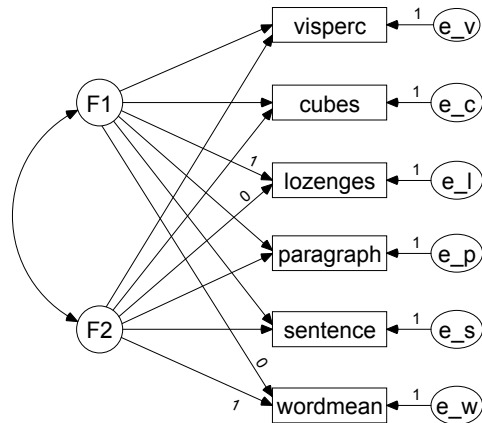 visperc 1 e_v
F1
cubes 1 e_c
1
lozenges 1 e_l
0
paragraph 1 e_p
F2
sentence 1 e_s
0
1
wordmean 1 e_w